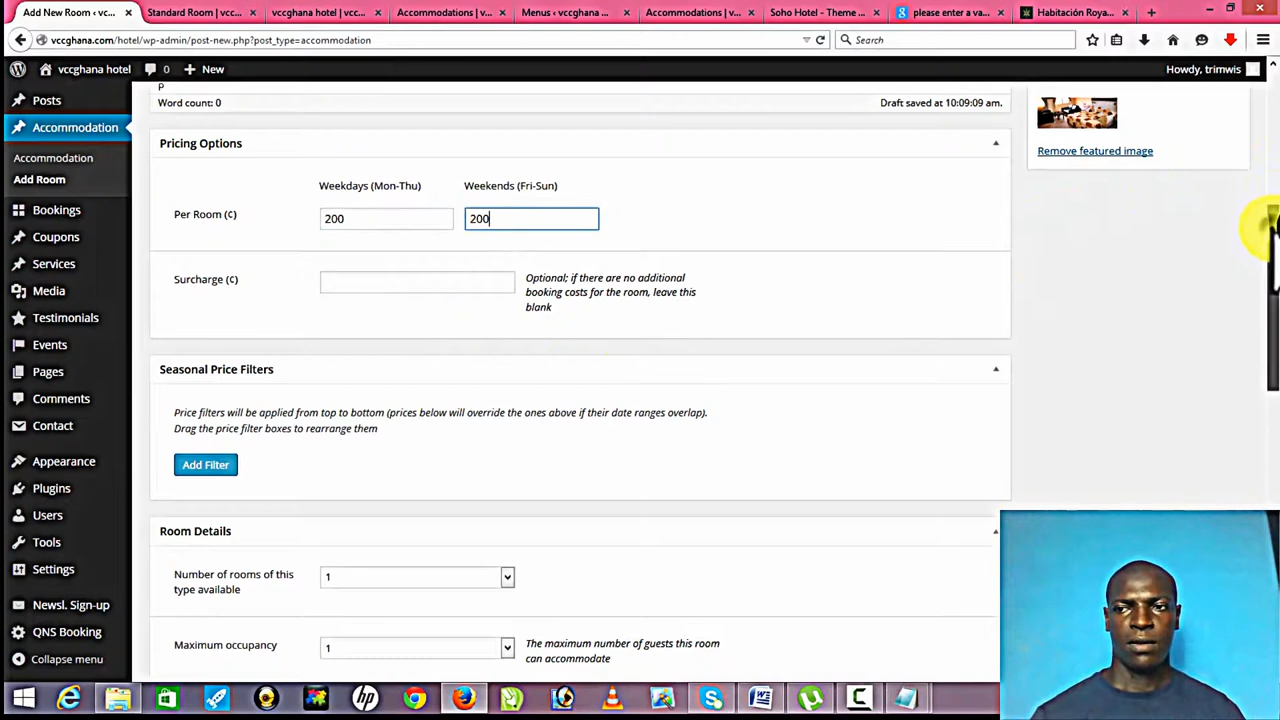 Add New Room ‹ vc...
Standard Room | vcc...
vccghana hotel | vcc...
Accommodations | v...
Menus ‹ vccghana ...
Accommodations | v...
Soho Hotel - Theme ...
please enter a va...
Habitación Roya...
vccghana.com/hotel/wp-admin/post-new.php?post_type=accommodation
Search
vccghana hotel
0
New
Howdy, trimwis
Posts
Accommodation
Accommodation
Add Room
Bookings
Coupons
Services
Media
Testimonials
Events
Pages
Comments
Contact
Appearance
Plugins
Users
Tools
Settings
Newsl. Sign-up
QNS Booking
Collapse menu
P
Word count: 0
Draft saved at 10:09:09 am.
Remove featured image
Pricing Options
Weekdays (Mon-Thu)
Weekends (Fri-Sun)
Per Room (¢)
200
200
Surcharge (¢)
Optional; if there are no additional
booking costs for the room, leave this
blank
Seasonal Price Filters
Price filters will be applied from top to bottom (prices below will override the ones above if their date ranges overlap).
Drag the price filter boxes to rearrange them
Add Filter
Room Details
Number of rooms of this
type available
1
Maximum occupancy
1
The maximum number of guests this room
can accommodate